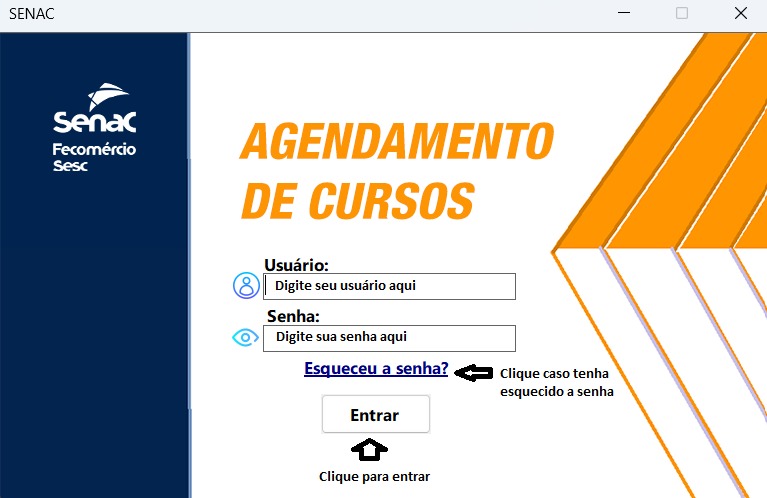 SENAC
Senac
Fecomércio
Sesc
AGENDAMENTO
DE CURSOS
Usuário:
Digite seu usuário aqui
Senha:
Digite sua senha aqui
Esqueceu a senha?
Clique caso tenha
esquecido a senha
Entrar
Clique para entrar